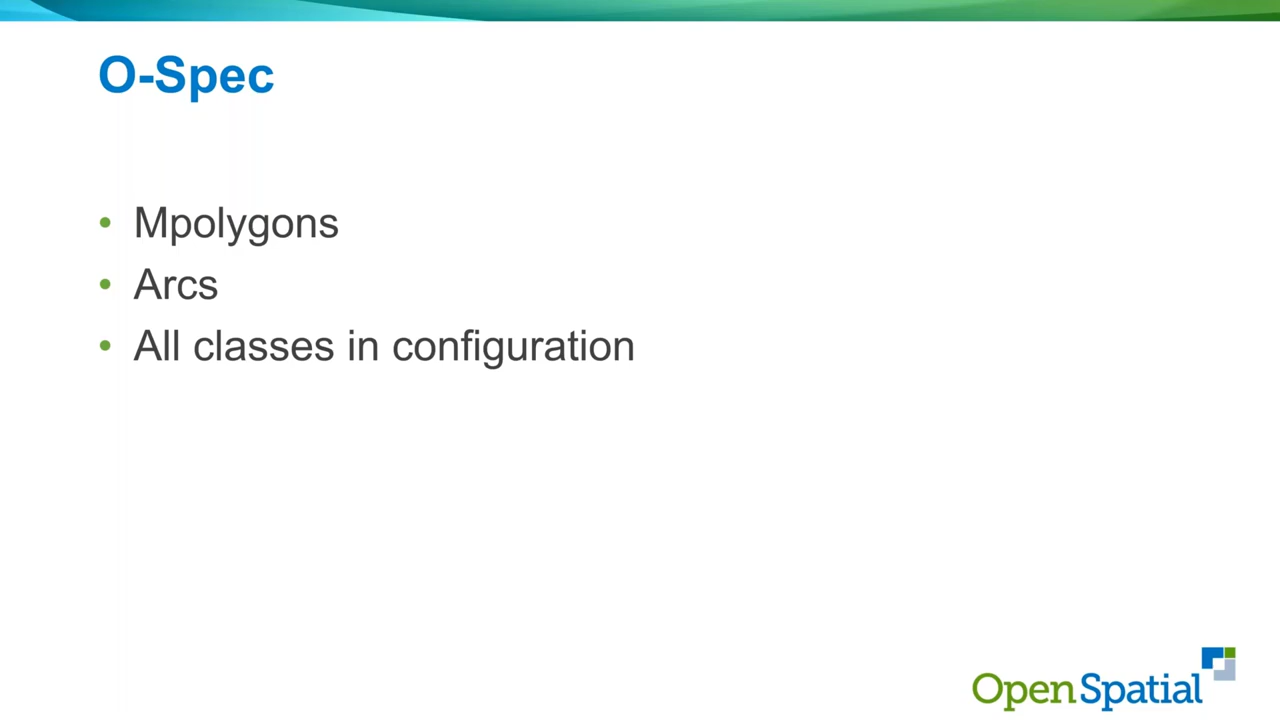 O-Spec
• Mpolygons
• Arcs
• All classes in configuration
OpenSpatial